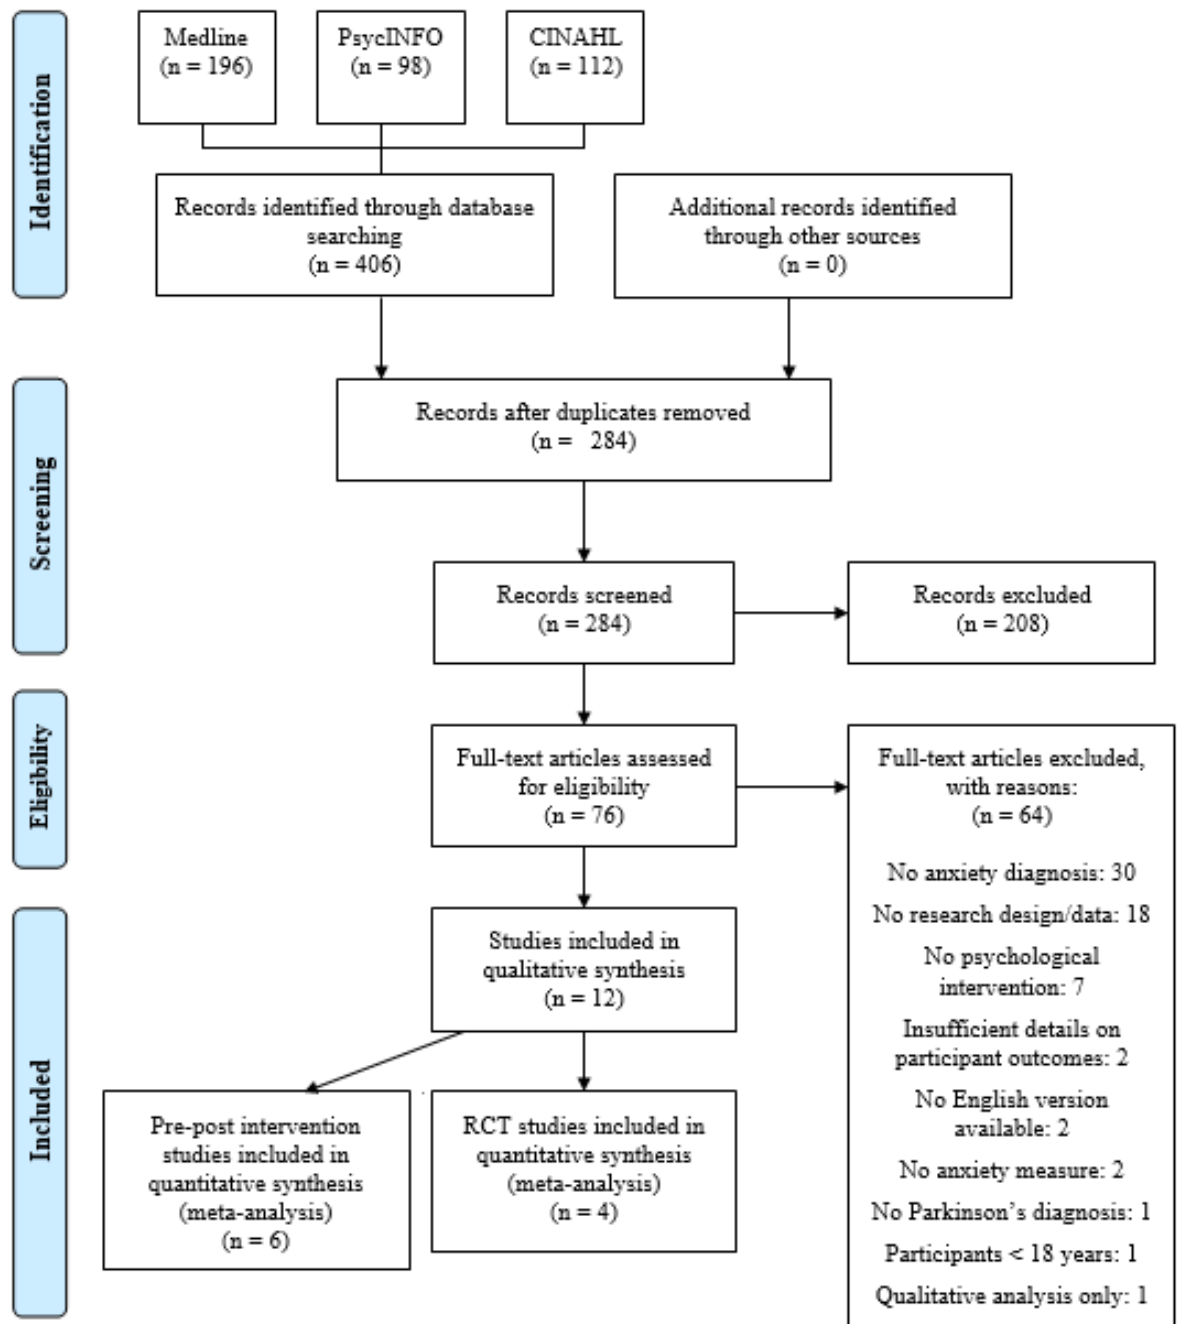 Identification
Medline
(n = 196)
PsycINFO
(n = 98)
CINAHL
(n = 112)
Records identified through database
searching
(n = 406)
Additional records identified
through other sources
(n = 0)
Screening
Records after duplicates removed
(n =   284)
Records screened
(n = 284)
Records excluded
(n = 208)
Eligibility
Full-text articles assessed
for eligibility
(n = 76)
Full-text articles excluded,
with reasons:
(n = 64)
No anxiety diagnosis: 30
No research design/data: 18
No psychological
intervention: 7
Insufficient details on
participant outcomes: 2
No English version
available: 2
No anxiety measure: 2
No Parkinson’s diagnosis: 1
Participants < 18 years: 1
Qualitative analysis only: 1
Included
Studies included in
qualitative synthesis
(n = 12)
Pre-post intervention
studies included in
quantitative synthesis
(meta-analysis)
(n = 6)
RCT studies included in
quantitative synthesis
(meta-analysis)
(n = 4)